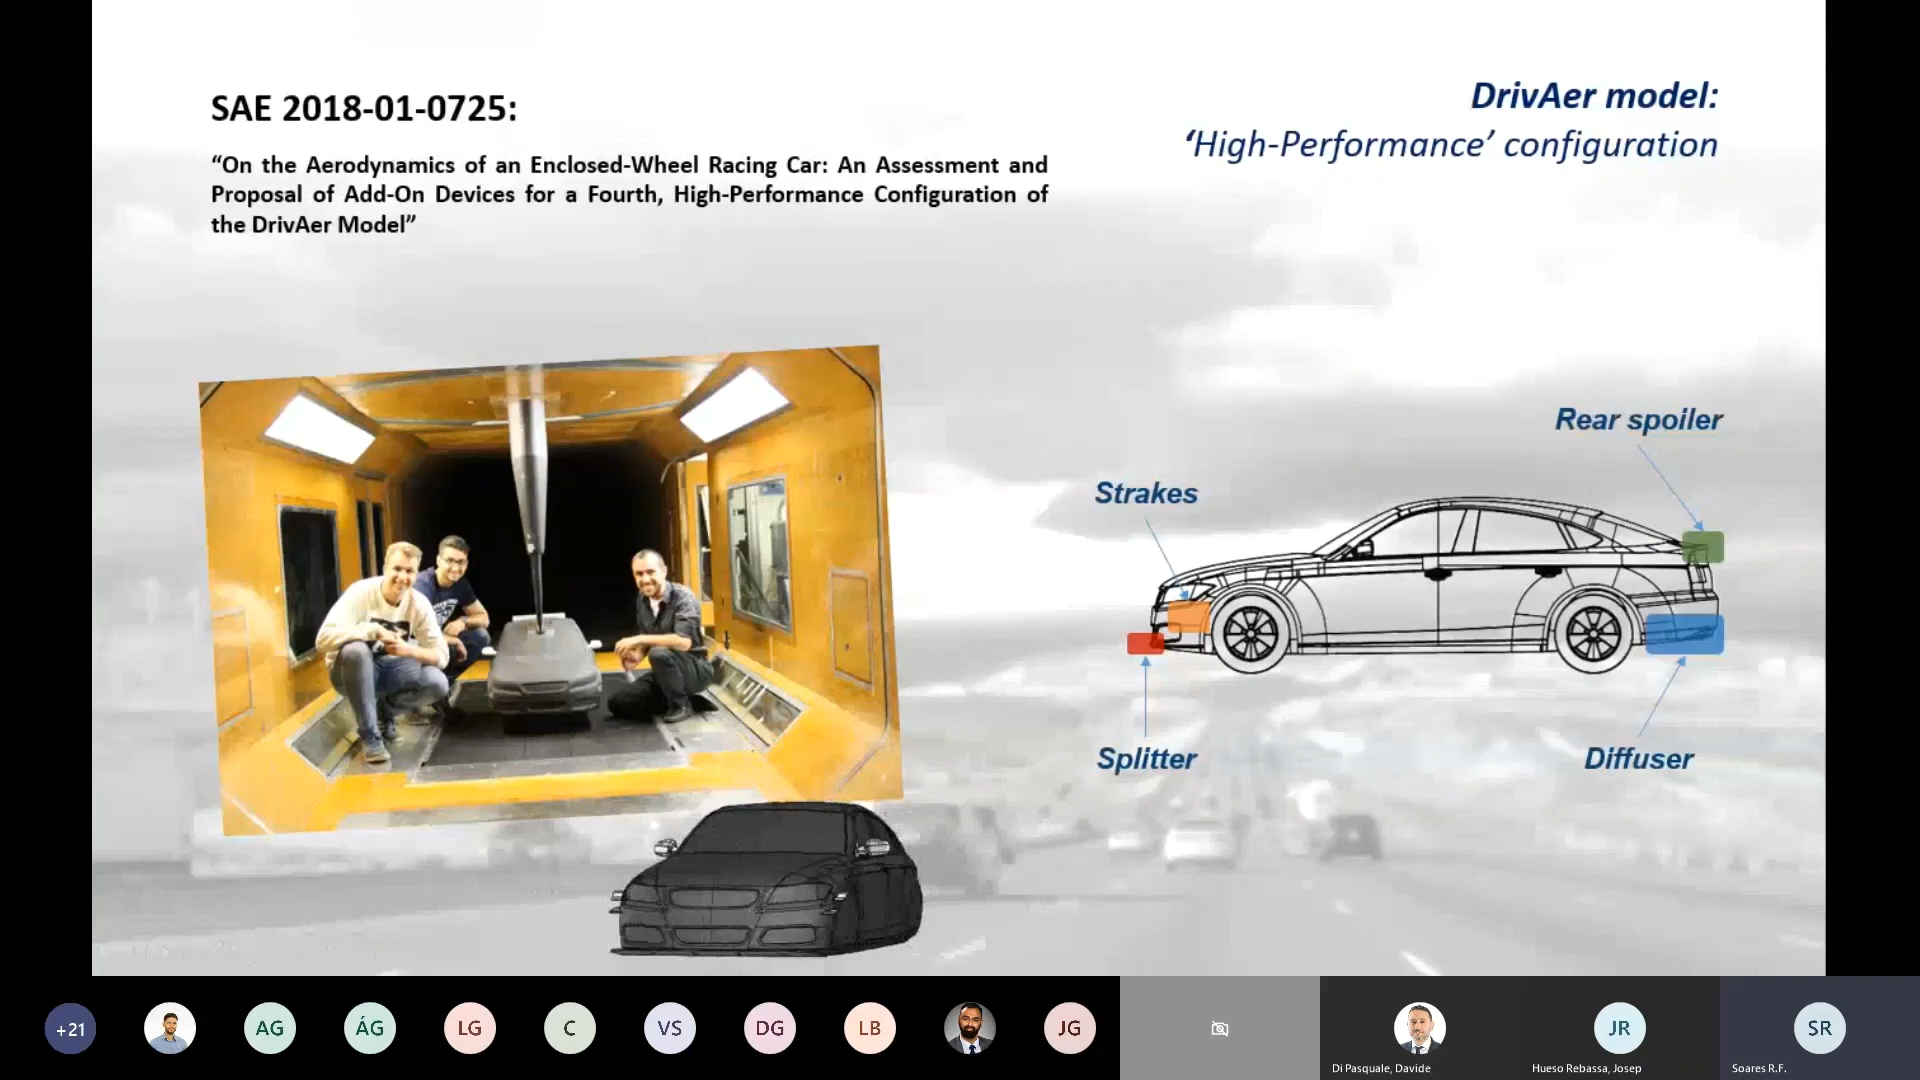 SAE 2018-01-0725:
“On the Aerodynamics of an Enclosed-Wheel Racing Car: An Assessment and
Proposal of Add-On Devices for a Fourth, High-Performance Configuration of
the DrivAer Model”
DrivAer model:
‘High-Performance’ configuration
Rear spoiler
Strakes
Splitter
Diffuser
+21
AG
ÁG
LG
C
VS
DG
LB
JG
Di Pasquale, Davide
JR
Hueso Rebassa, Josep
SR
Soares R.F.